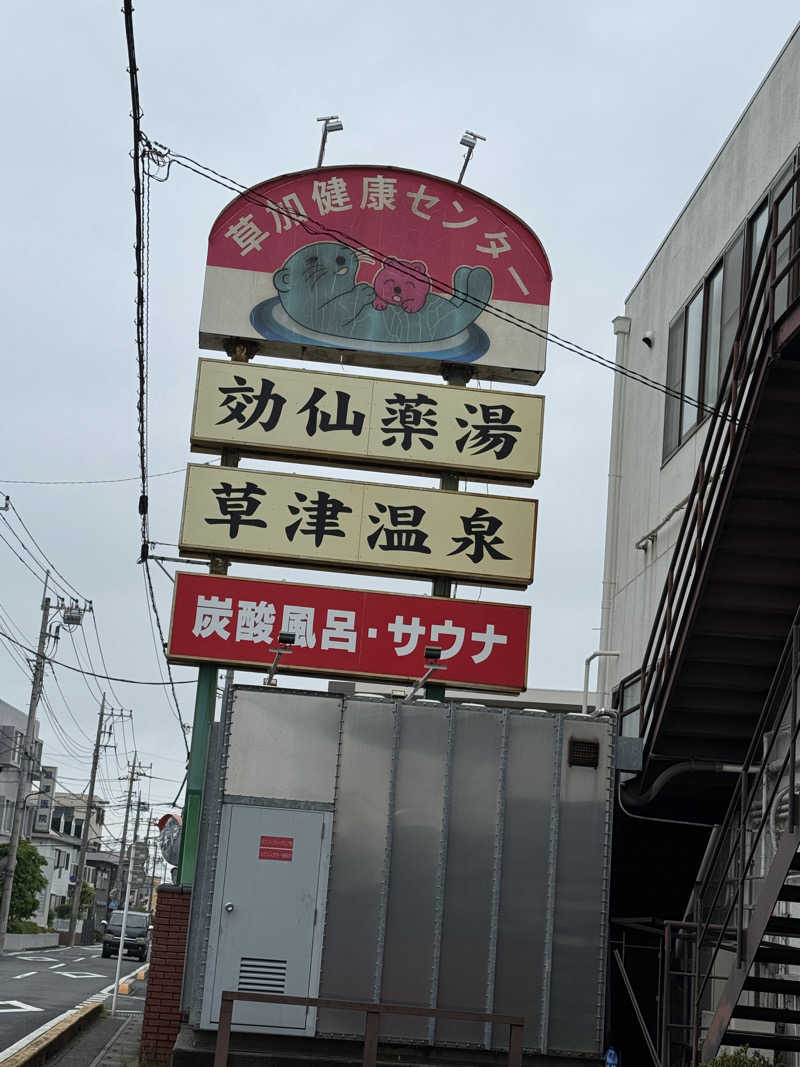 草加健康センター
効仙薬湯
草津温泉
炭酸風呂・サウナ